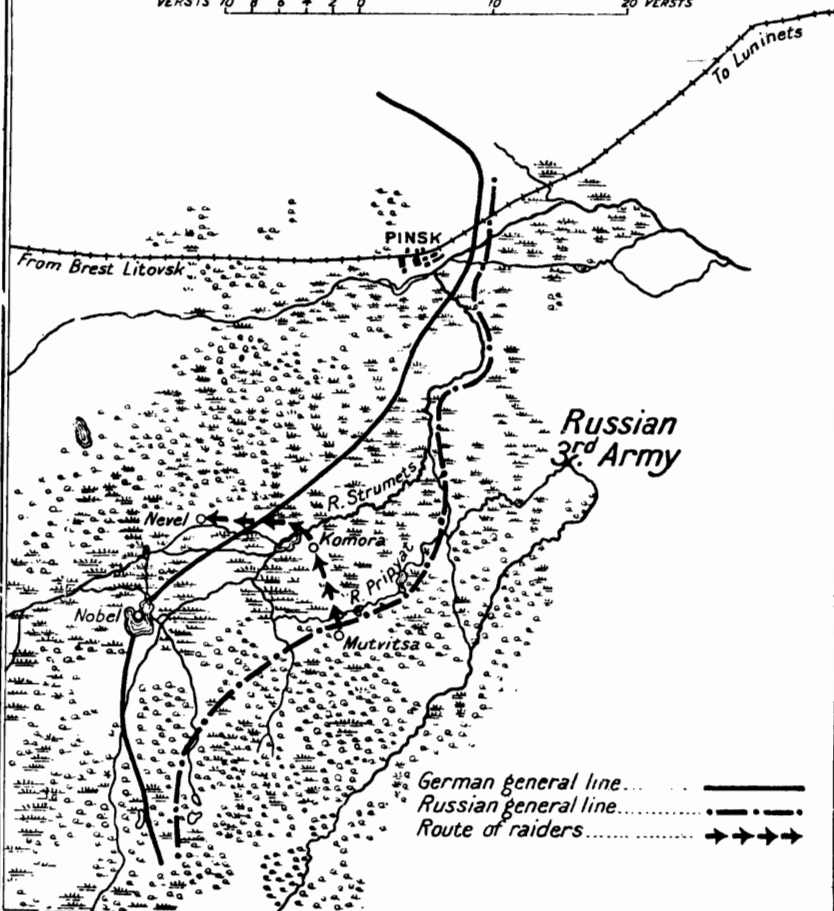 VERSTS 10 8 6 4 2 0 10 20 VERSTS
To Luninets
PINSK
From Brest Litovsk
Russian
3rd. Army
R. Strumets
Nevel
Komora
R. Pripyat
Nobel
Mutvitsa
German general line
Russian general line
Route of raiders